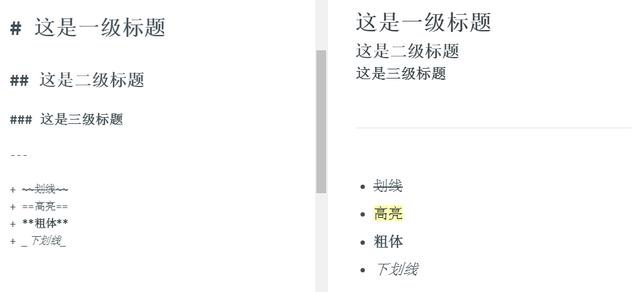 # 这是一级标题
## 这是二级标题
### 这是三级标题
---
+ ~~划线~~
+ ==高亮==
+ **粗体**
+ _下划线_
这是一级标题
这是二级标题
这是三级标题
• 划线
• 高亮
• 粗体
• 下划线